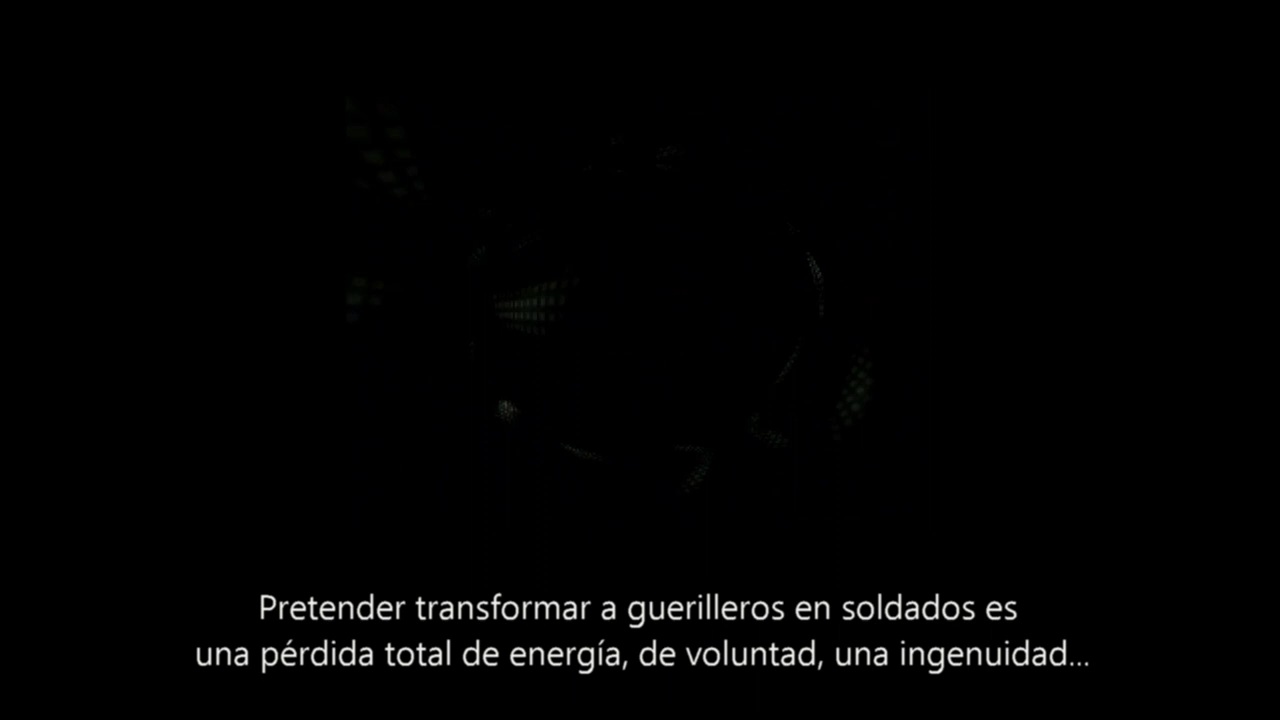 Pretender transformar a guerilleros en soldados es
una pérdida total de energía, de voluntad, una ingenuidad...